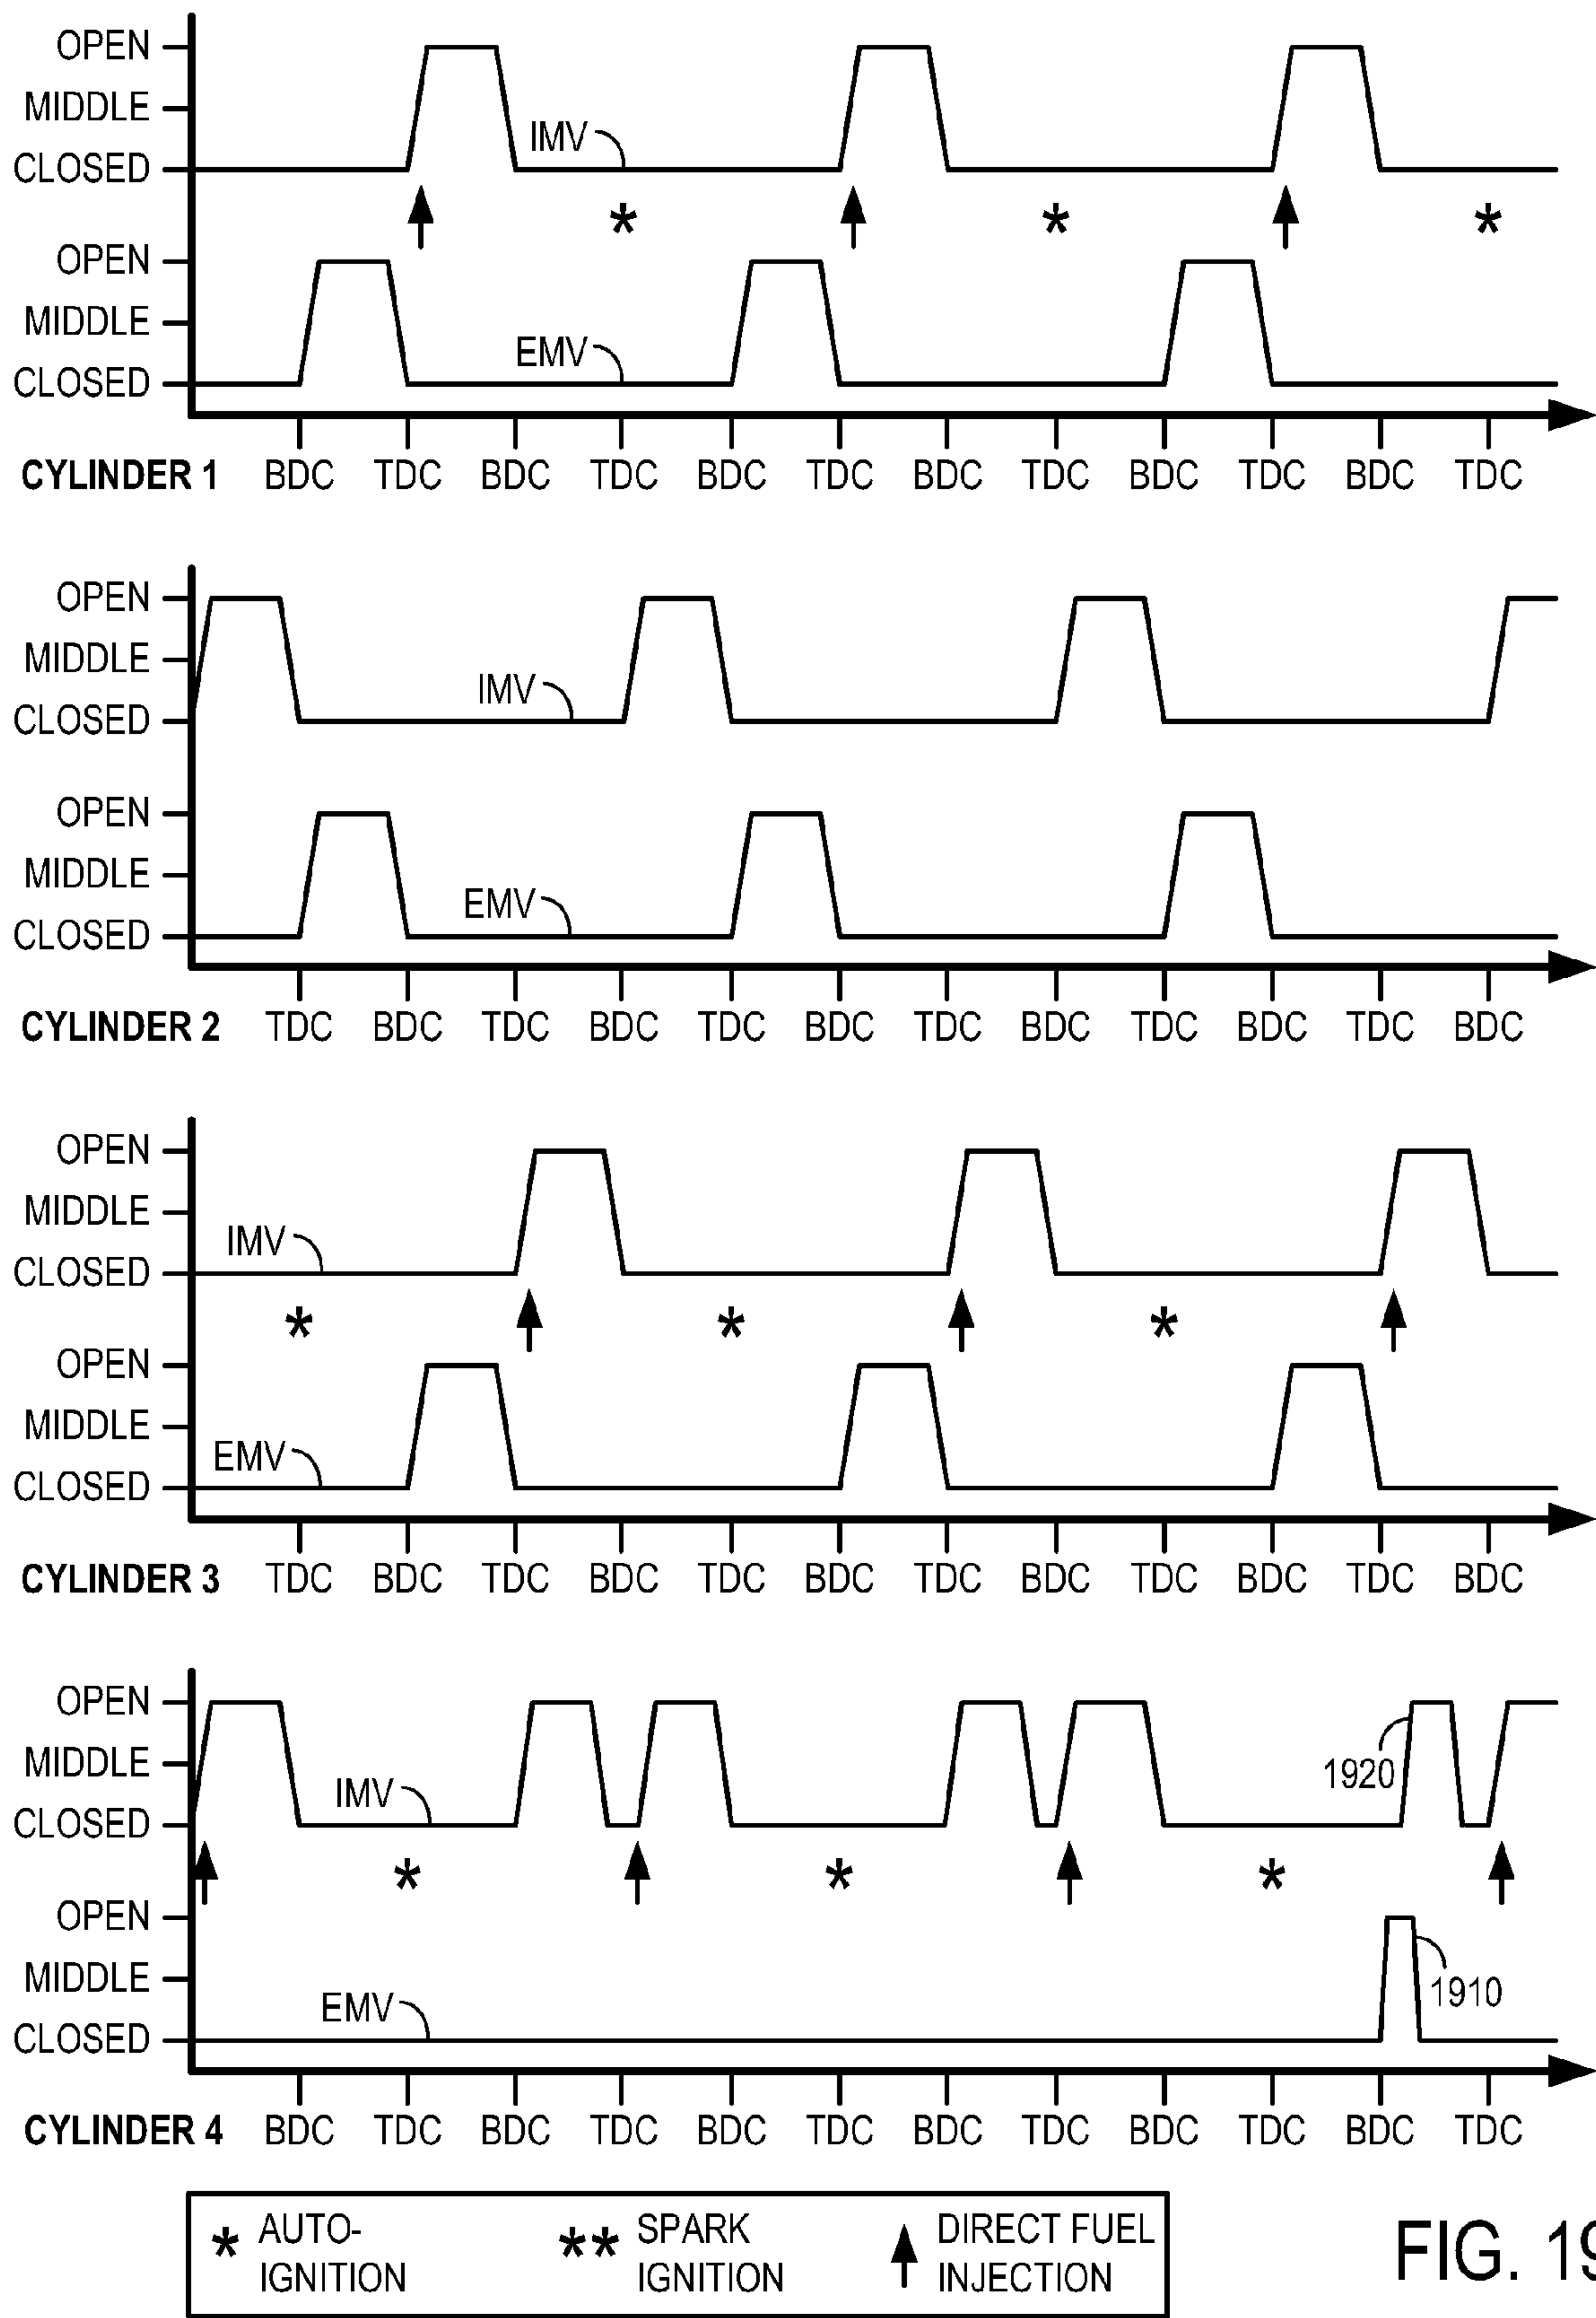 OPEN
MIDDLE
CLOSED
IMV
*
*
*
OPEN
MIDDLE
CLOSED
EMV
CYLINDER 1 BDC TDC BDC TDC BDC TDC BDC TDC BDC TDC BDC TDC
OPEN
MIDDLE
CLOSED
IMV
OPEN
MIDDLE
CLOSED
EMV
CYLINDER 2 TDC BDC TDC BDC TDC BDC TDC BDC TDC BDC TDC BDC
OPEN
MIDDLE
CLOSED
IMV
*
*
*
OPEN
MIDDLE
CLOSED
EMV
CYLINDER 3 TDC BDC TDC BDC TDC BDC TDC BDC TDC BDC TDC BDC
OPEN
MIDDLE
CLOSED
IMV
1920
*
*
*
OPEN
MIDDLE
CLOSED
EMV
1910
CYLINDER 4 BDC TDC BDC TDC BDC TDC BDC TDC BDC TDC BDC TDC
* AUTO-
IGNITION
** SPARK
IGNITION
DIRECT FUEL
INJECTION
FIG. 19